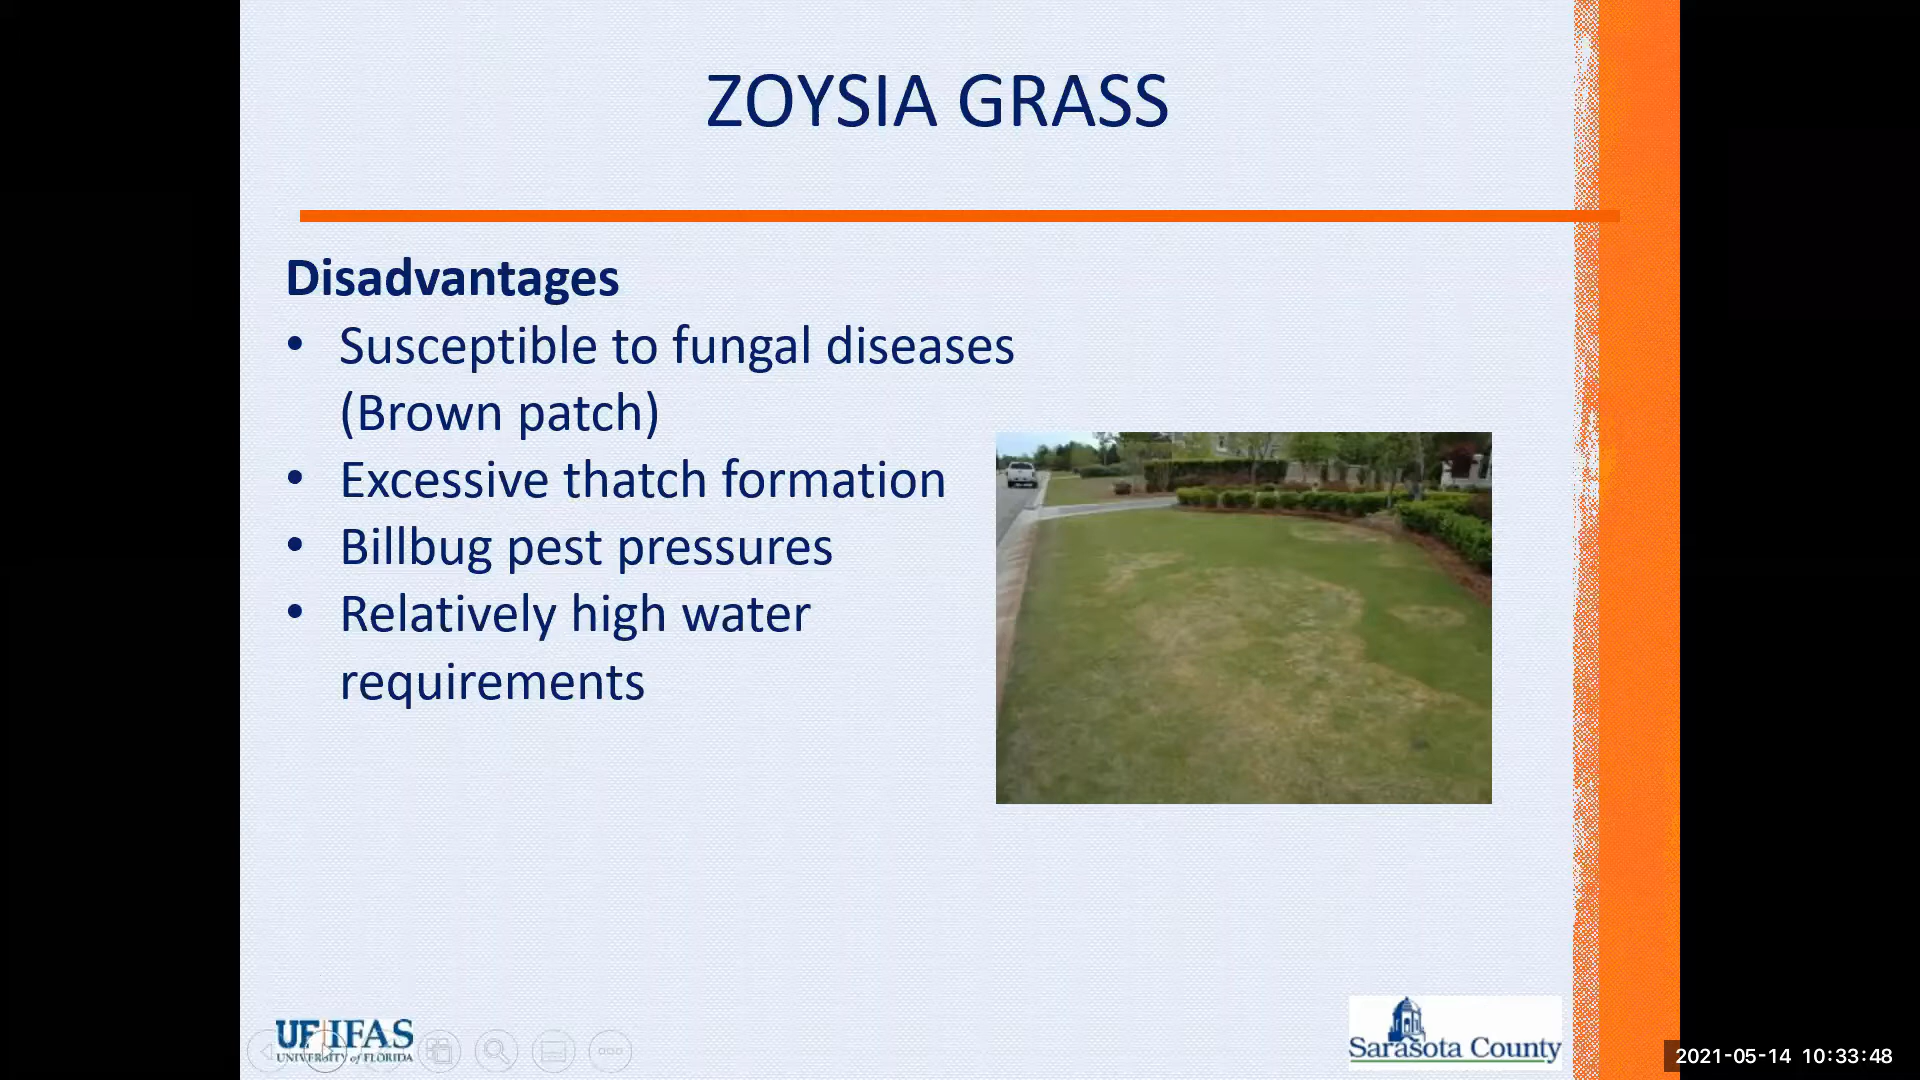 ZOYSIA GRASS
Disadvantages
• Susceptible to fungal diseases
(Brown patch)
• Excessive thatch formation
• Billbug pest pressures
• Relatively high water
requirements
UF|IFAS
UNIVERSITY of FLORIDA
Sarasota County
2021-05-14 10:33:48